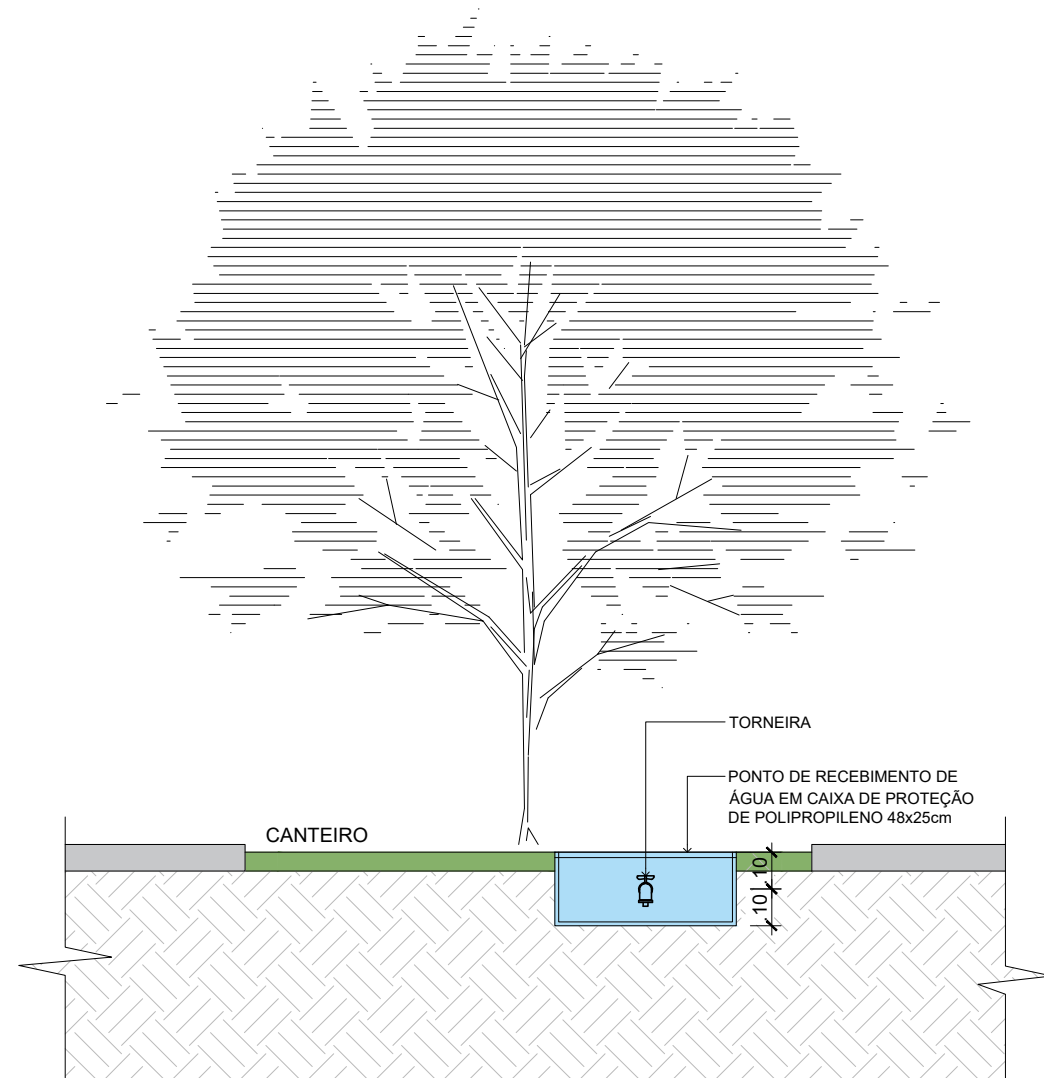 TORNEIRA
PONTO DE RECEBIMENTO DE
ÁGUA EM CAIXA DE PROTEÇÃO
DE POLIPROPILENO 48x25cm
CANTEIRO
10
10